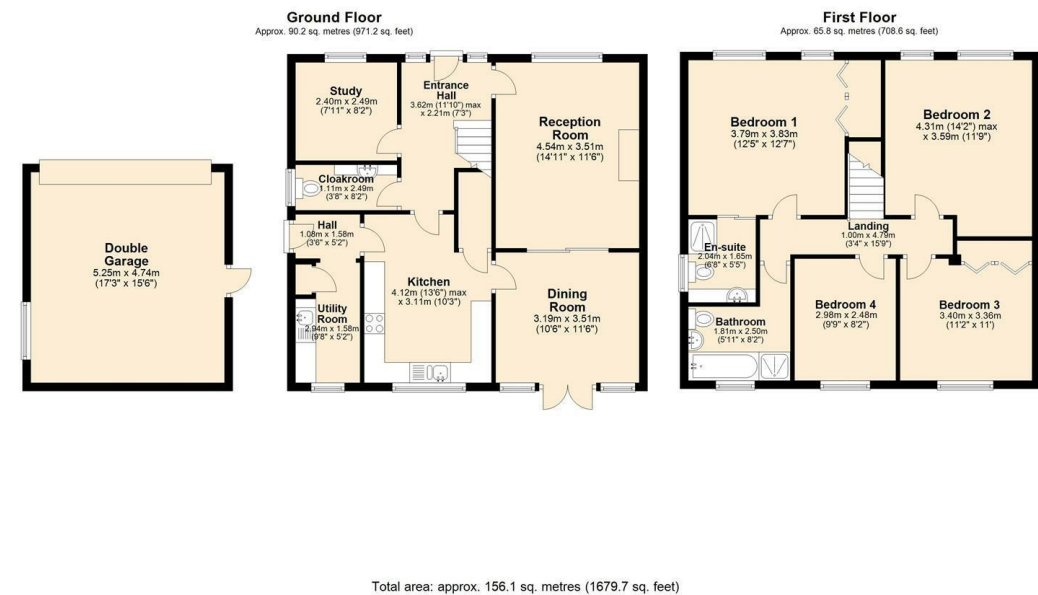 Ground Floor
Approx. 90.2 sq. metres (971.2 sq. feet)
Study
2.40m x 2.49m
(7'11" x 8'2")
Entrance
Hall
3.62m (11'10") max
x 2.21m (7'3")
Reception
Room
4.54m x 3.51m
(14'11" x 11'6")
Cloakroom
1.11m x 2.49m
(3'8" x 8'2")
Hall
1.08m x 1.58m
(3'6" x 5'2")
Double
Garage
5.25m x 4.74m
(17'3" x 15'6")
Kitchen
4.12m (13'6") max
x 3.11m (10'3")
Utility
Room
2.94m x 1.58m
(9'8" x 5'2")
Dining
Room
3.19m x 3.51m
(10'6" x 11'6")
First Floor
Approx. 65.8 sq. metres (708.6 sq. feet)
Bedroom 1
3.79m x 3.83m
(12'5" x 12'7")
Bedroom 2
4.31m (14'2") max
x 3.59m (11'9")
Landing
1.00m x 4.79m
(3'4" x 15'9")
En-suite
2.04m x 1.65m
(6'8" x 5'5")
Bathroom
1.81m x 2.50m
(5'11" x 8'2")
Bedroom 4
2.98m x 2.48m
(9'9" x 8'2")
Bedroom 3
3.40m x 3.36m
(11'2" x 11')
Total area: approx. 156.1 sq. metres (1679.7 sq. feet)